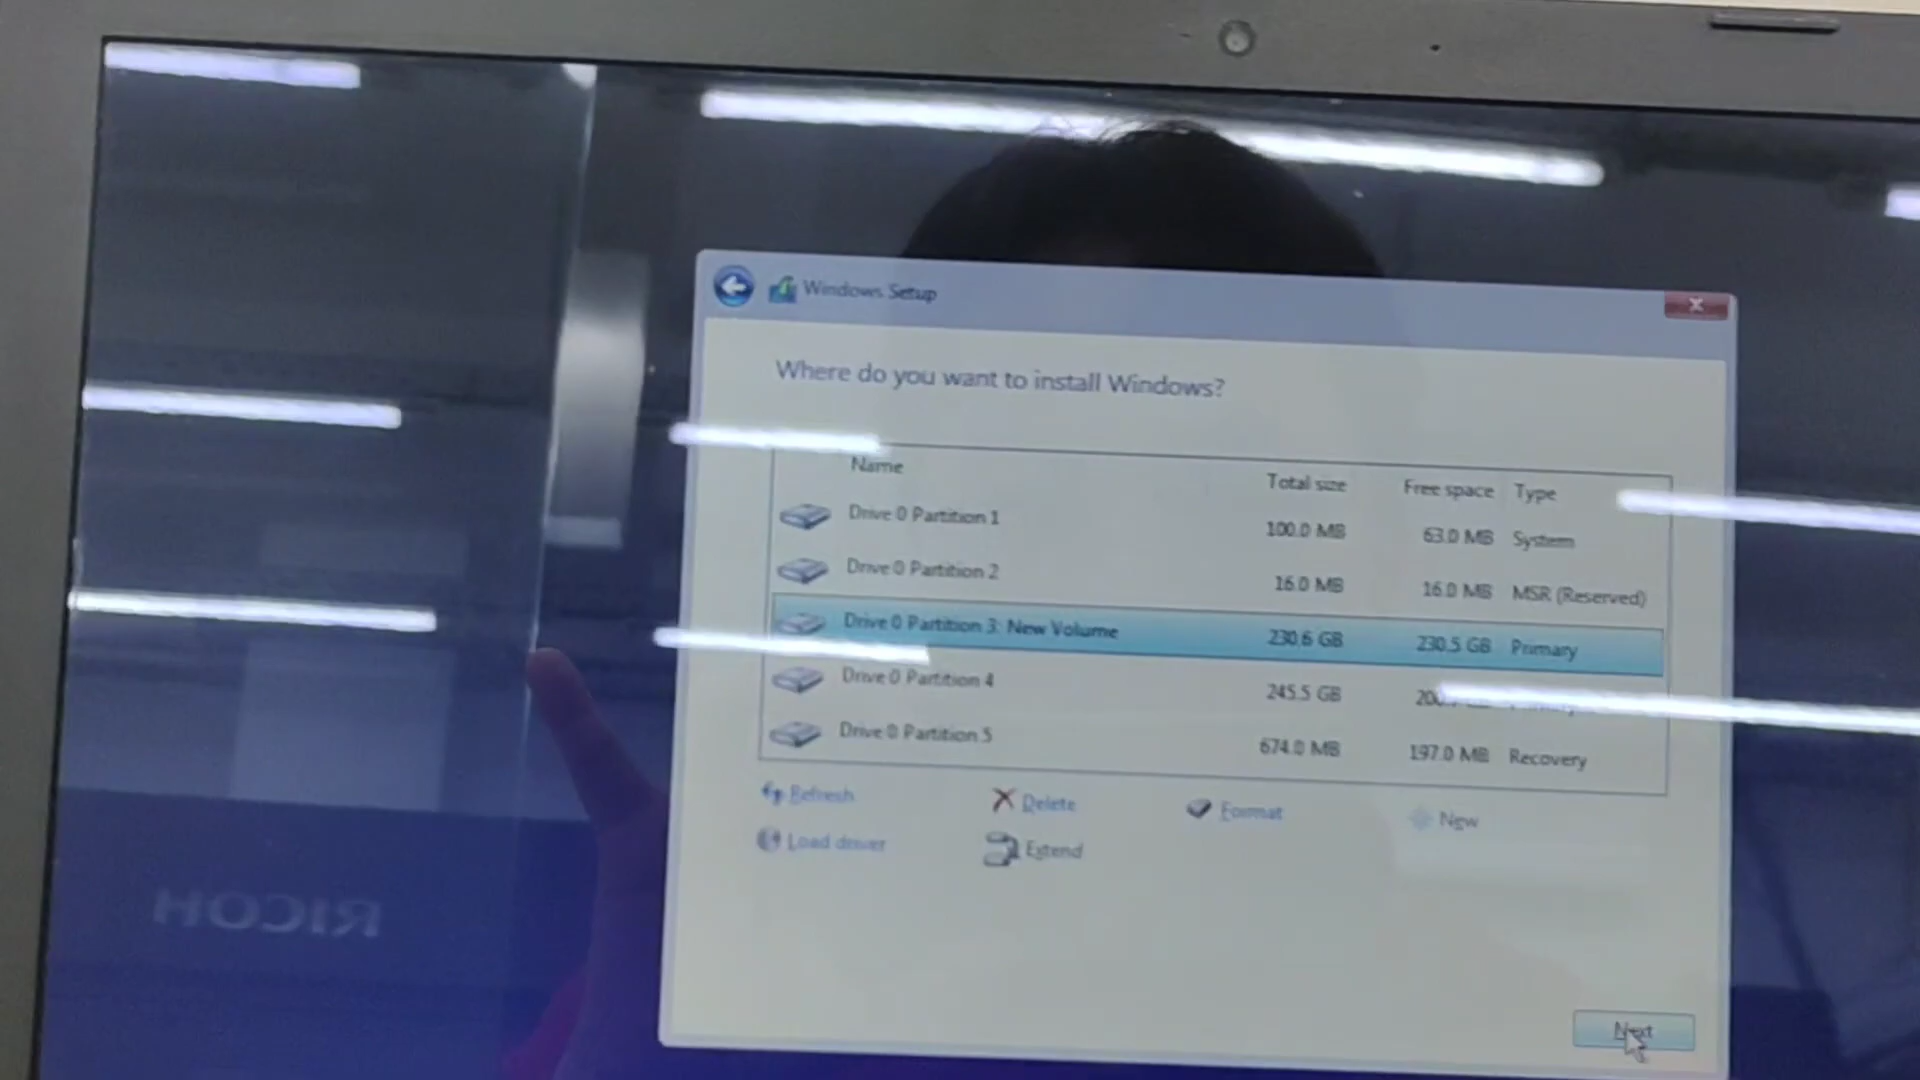 Windows Setup
Where do you want to install Windows?
Name Total size Free space Type
Drive 0 Partition 1 100.0 MB 63.0 MB System
Drive 0 Partition 2 16.0 MB 16.0 MB MSR (Reserved)
Drive 0 Partition 3: New Volume 230.6 GB 230.5 GB Primary
Drive 0 Partition 4 245.5 GB
Drive 0 Partition 5 674.0 MB 197.0 MB Recovery
Refresh Delete Format New
Load driver Extend
RICOH
Next